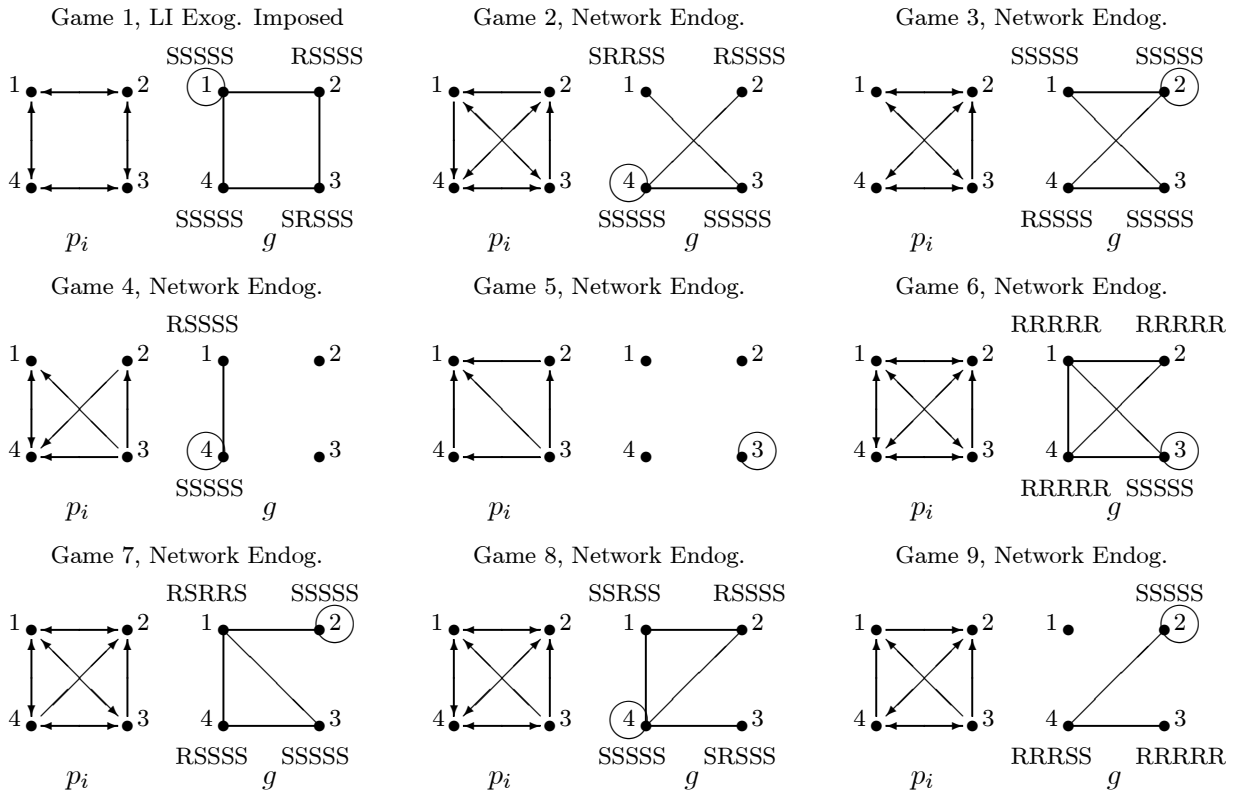 Game 1, LI Exog. Imposed
Game 2, Network Endog.
Game 3, Network Endog.
SSSSS RSSSS
SRRSS RSSSS
SSSSS SSSSS
1 2 1 2
1 2 1 2
1 2 1 2
4 3 4 3
4 3 4 3
4 3 4 3
SSSSS SRSSS
SSSSS SSSSS
RSSSS SSSSS
p_i g
p_i g
p_i g
Game 4, Network Endog.
Game 5, Network Endog.
Game 6, Network Endog.
RSSSS
RRRRR RRRRR
1 2 1 2
1 2 1 2
1 2 1 2
4 3 4 3
4 3 4 3
4 3 4 3
SSSSS
RRRRR SSSSS
p_i g
p_i g
p_i g
Game 7, Network Endog.
Game 8, Network Endog.
Game 9, Network Endog.
RSRRS SSSSS
SSRSS RSSSS
SSSSS
1 2 1 2
1 2 1 2
1 2 1 2
4 3 4 3
4 3 4 3
4 3 4 3
RSSSS SSSSS
SSSSS SRSSS
RRRSS RRRRR
p_i g
p_i g
p_i g